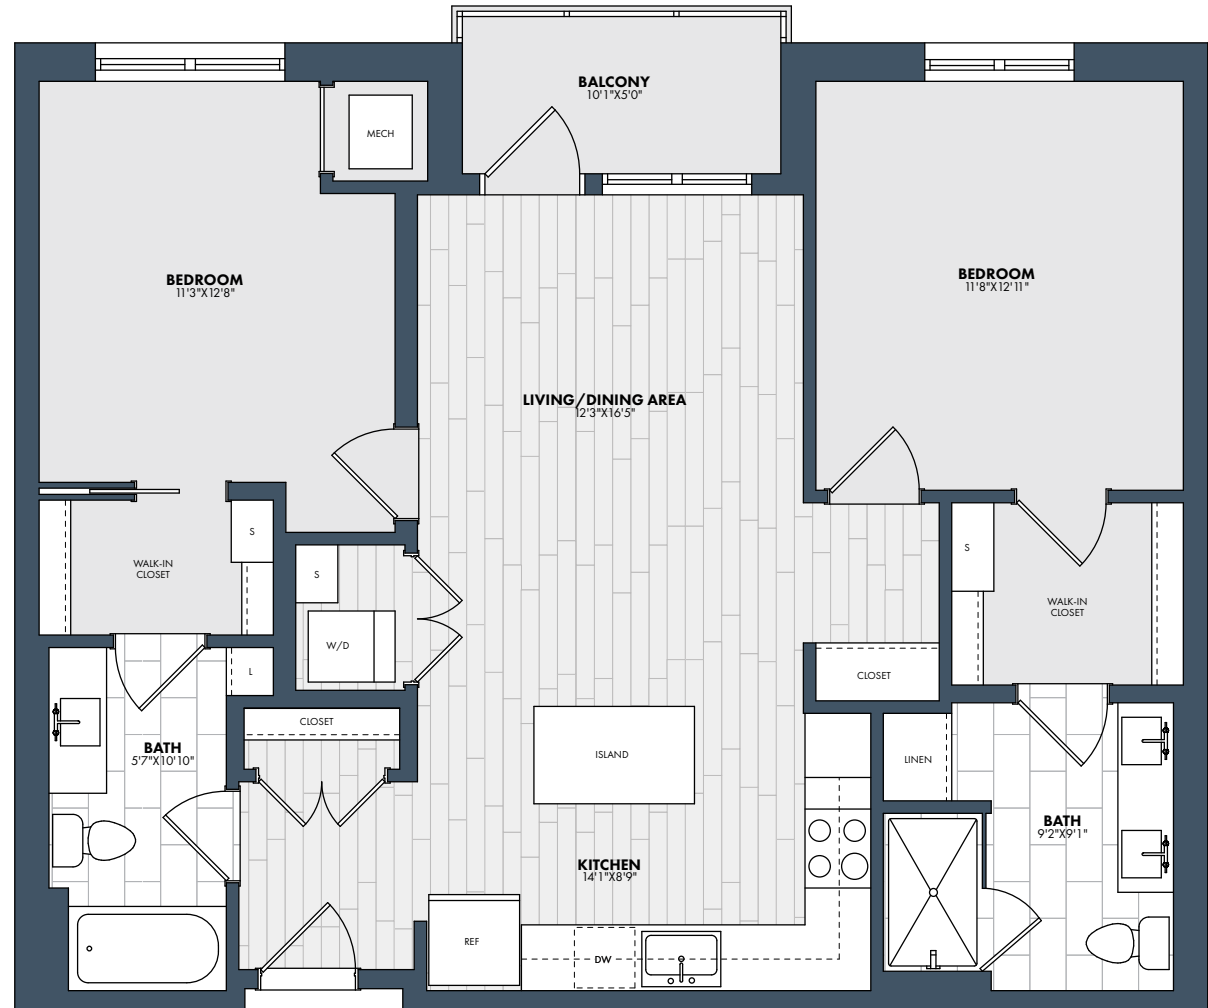 BALCONY
10'1"X5'0"
MECH
BEDROOM
11'3"X12'8"
BEDROOM
11'8"X12'11"
LIVING/DINING AREA
12'3"X16'5"
S
WALK-IN
CLOSET
S
W/D
S
WALK-IN
CLOSET
L
CLOSET
CLOSET
BATH
5'7"X10'10"
ISLAND
LINEN
BATH
9'2"X9'1"
KITCHEN
14'1"X8'9"
REF
DW